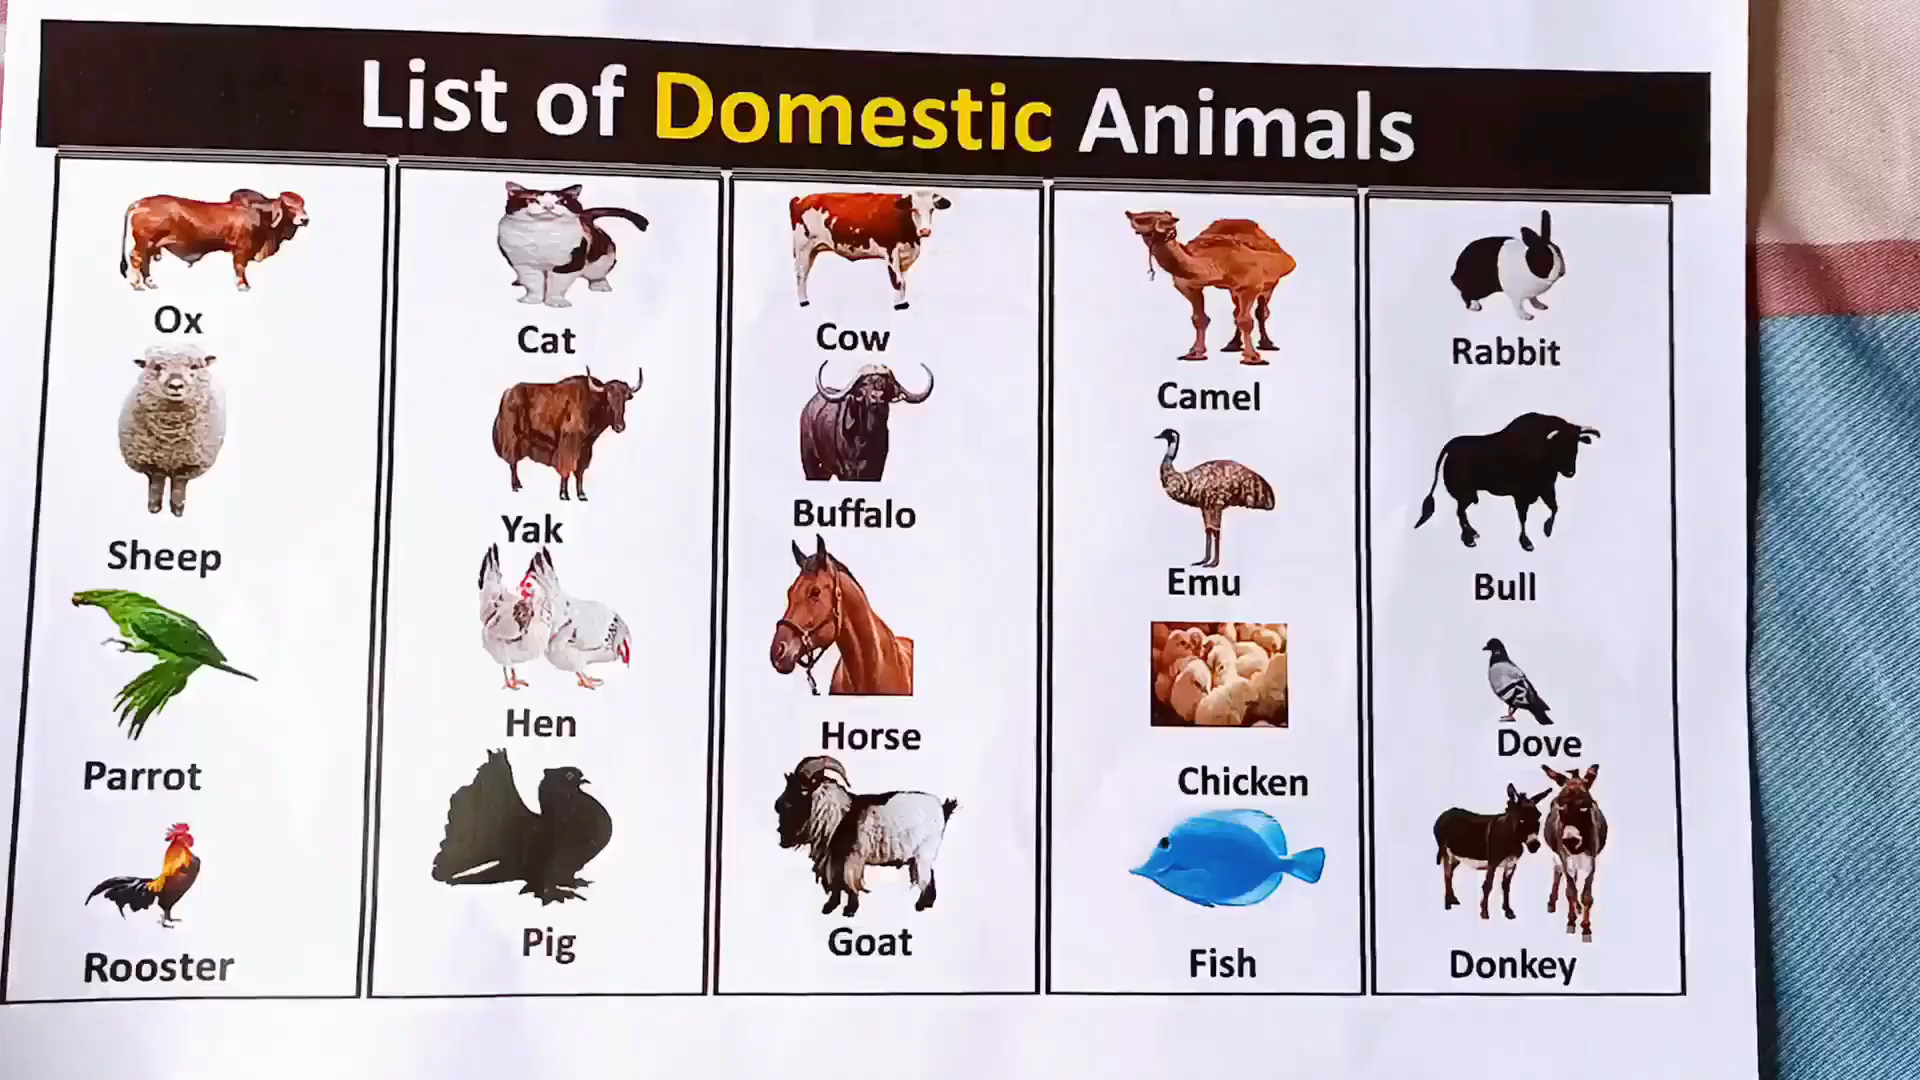 List of Domestic Animals
Ox
Sheep
Parrot
Rooster
Cat
Yak
Hen
Pig
Cow
Buffalo
Horse
Goat
Camel
Emu
Chicken
Fish
Rabbit
Bull
Dove
Donkey